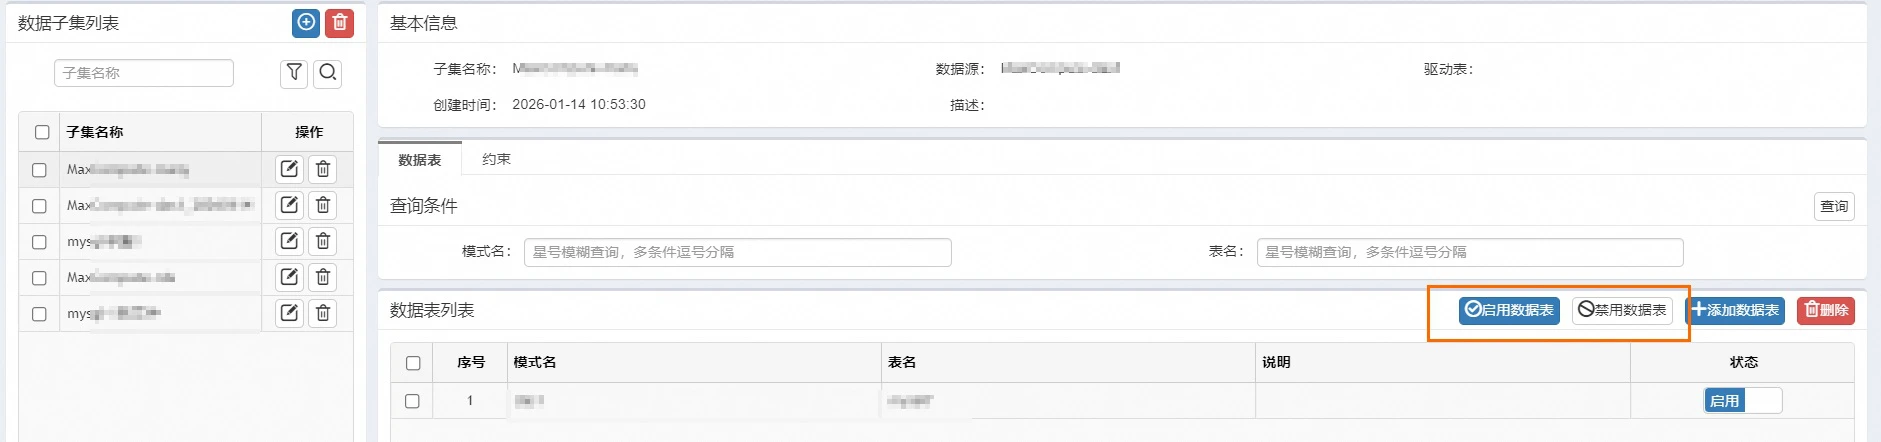 数据子集列表
子集名称
子集名称 操作
Max
Max
mys
Max
mys
基本信息
子集名称: 数据源: 驱动表:
创建时间: 2026-01-14 10:53:30 描述:
数据表 约束
查询条件 查询
模式名: 星号模糊查询，多条件逗号分隔 表名: 星号模糊查询，多条件逗号分隔
数据表列表 启用数据表 禁用数据表 添加数据表 删除
序号 模式名 表名 说明 状态
1 启用